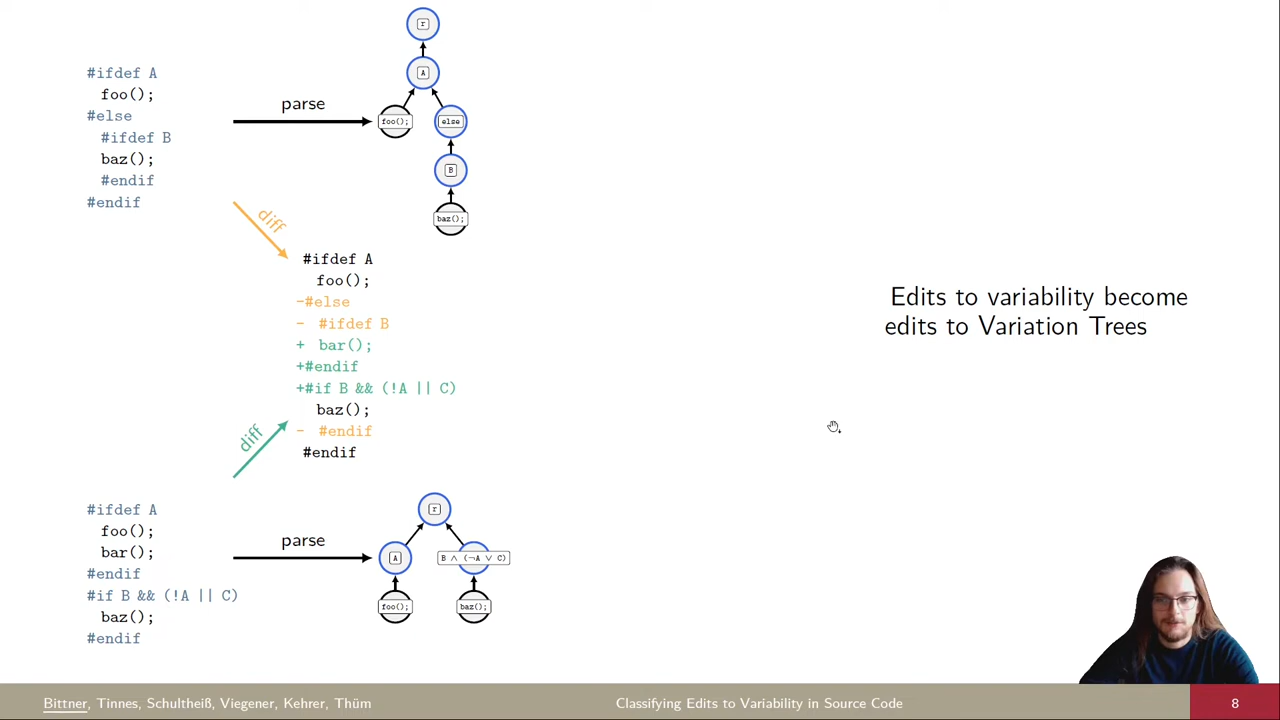 #ifdef A
foo();
#else
#ifdef B
baz();
#endif
#endif
parse
r
A
foo();
else
B
baz();
diff
#ifdef A
foo();
-#else
- #ifdef B
+ bar();
+#endif
+#if B && (!A || C)
baz();
- #endif
#endif
Edits to variability become
edits to Variation Trees
diff
#ifdef A
foo();
bar();
#endif
#if B && (!A || C)
baz();
#endif
parse
r
A
B ∧ (¬A ∨ C)
foo();
baz();
Bittner, Tinnes, Schultheiß, Viegener, Kehrer, Thüm
Classifying Edits to Variability in Source Code
8